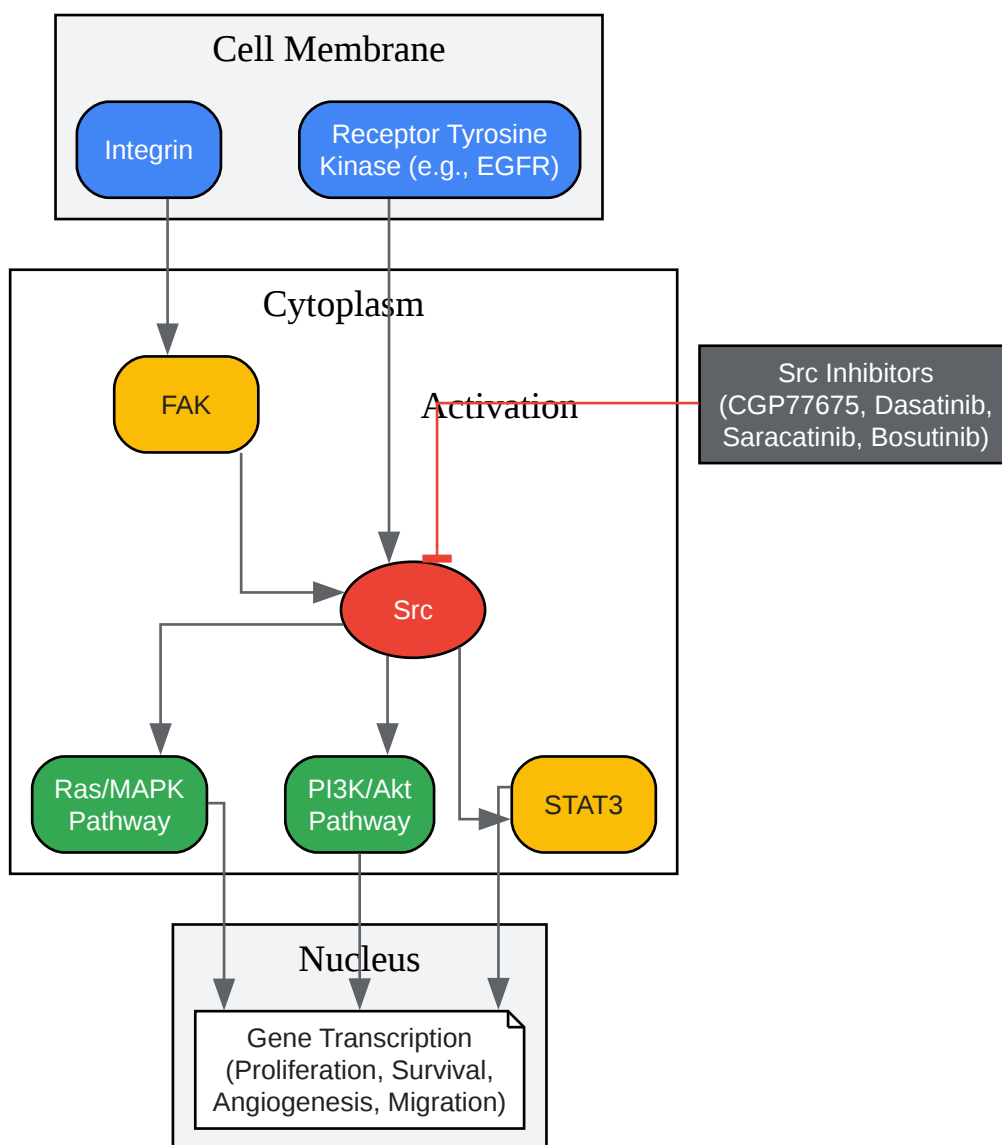 Cell Membrane
Integrin
Receptor Tyrosine
Kinase (e.g., EGFR)
Cytoplasm
FAK
Activation
Src Inhibitors
(CGP77675, Dasatinib,
Saracatinib, Bosutinib)
Src
Ras/MAPK
Pathway
PI3K/Akt
Pathway
STAT3
Nucleus
Gene Transcription
(Proliferation, Survival,
Angiogenesis, Migration)